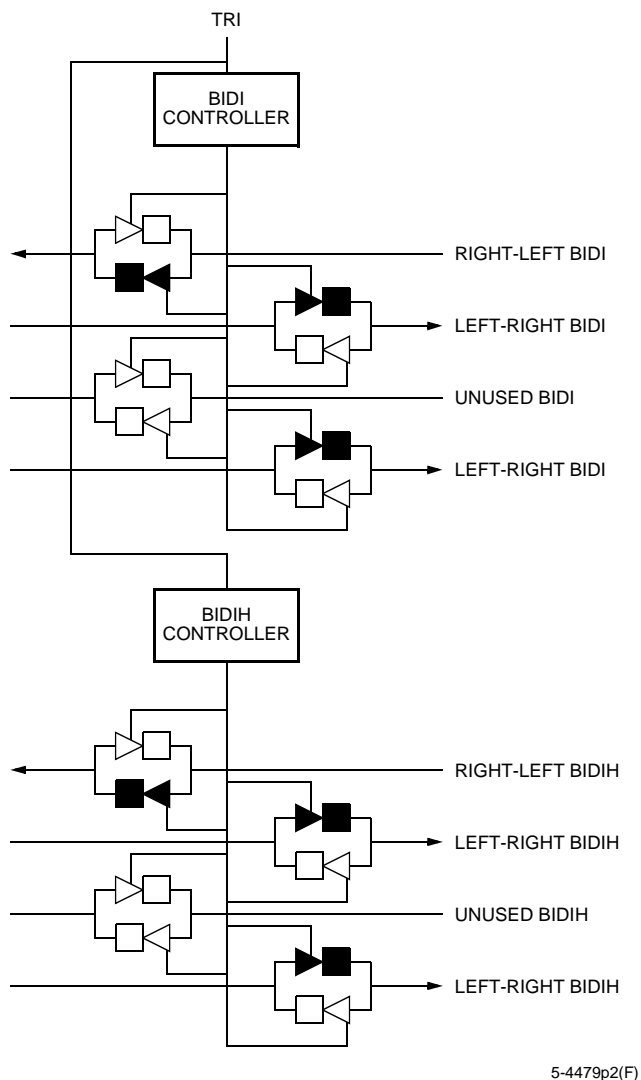 TRI
BIDI
CONTROLLER
RIGHT-LEFT BIDI
LEFT-RIGHT BIDI
UNUSED BIDI
LEFT-RIGHT BIDI
BIDIH
CONTROLLER
RIGHT-LEFT BIDIH
LEFT-RIGHT BIDIH
UNUSED BIDIH
LEFT-RIGHT BIDIH
5-4479p2(F)